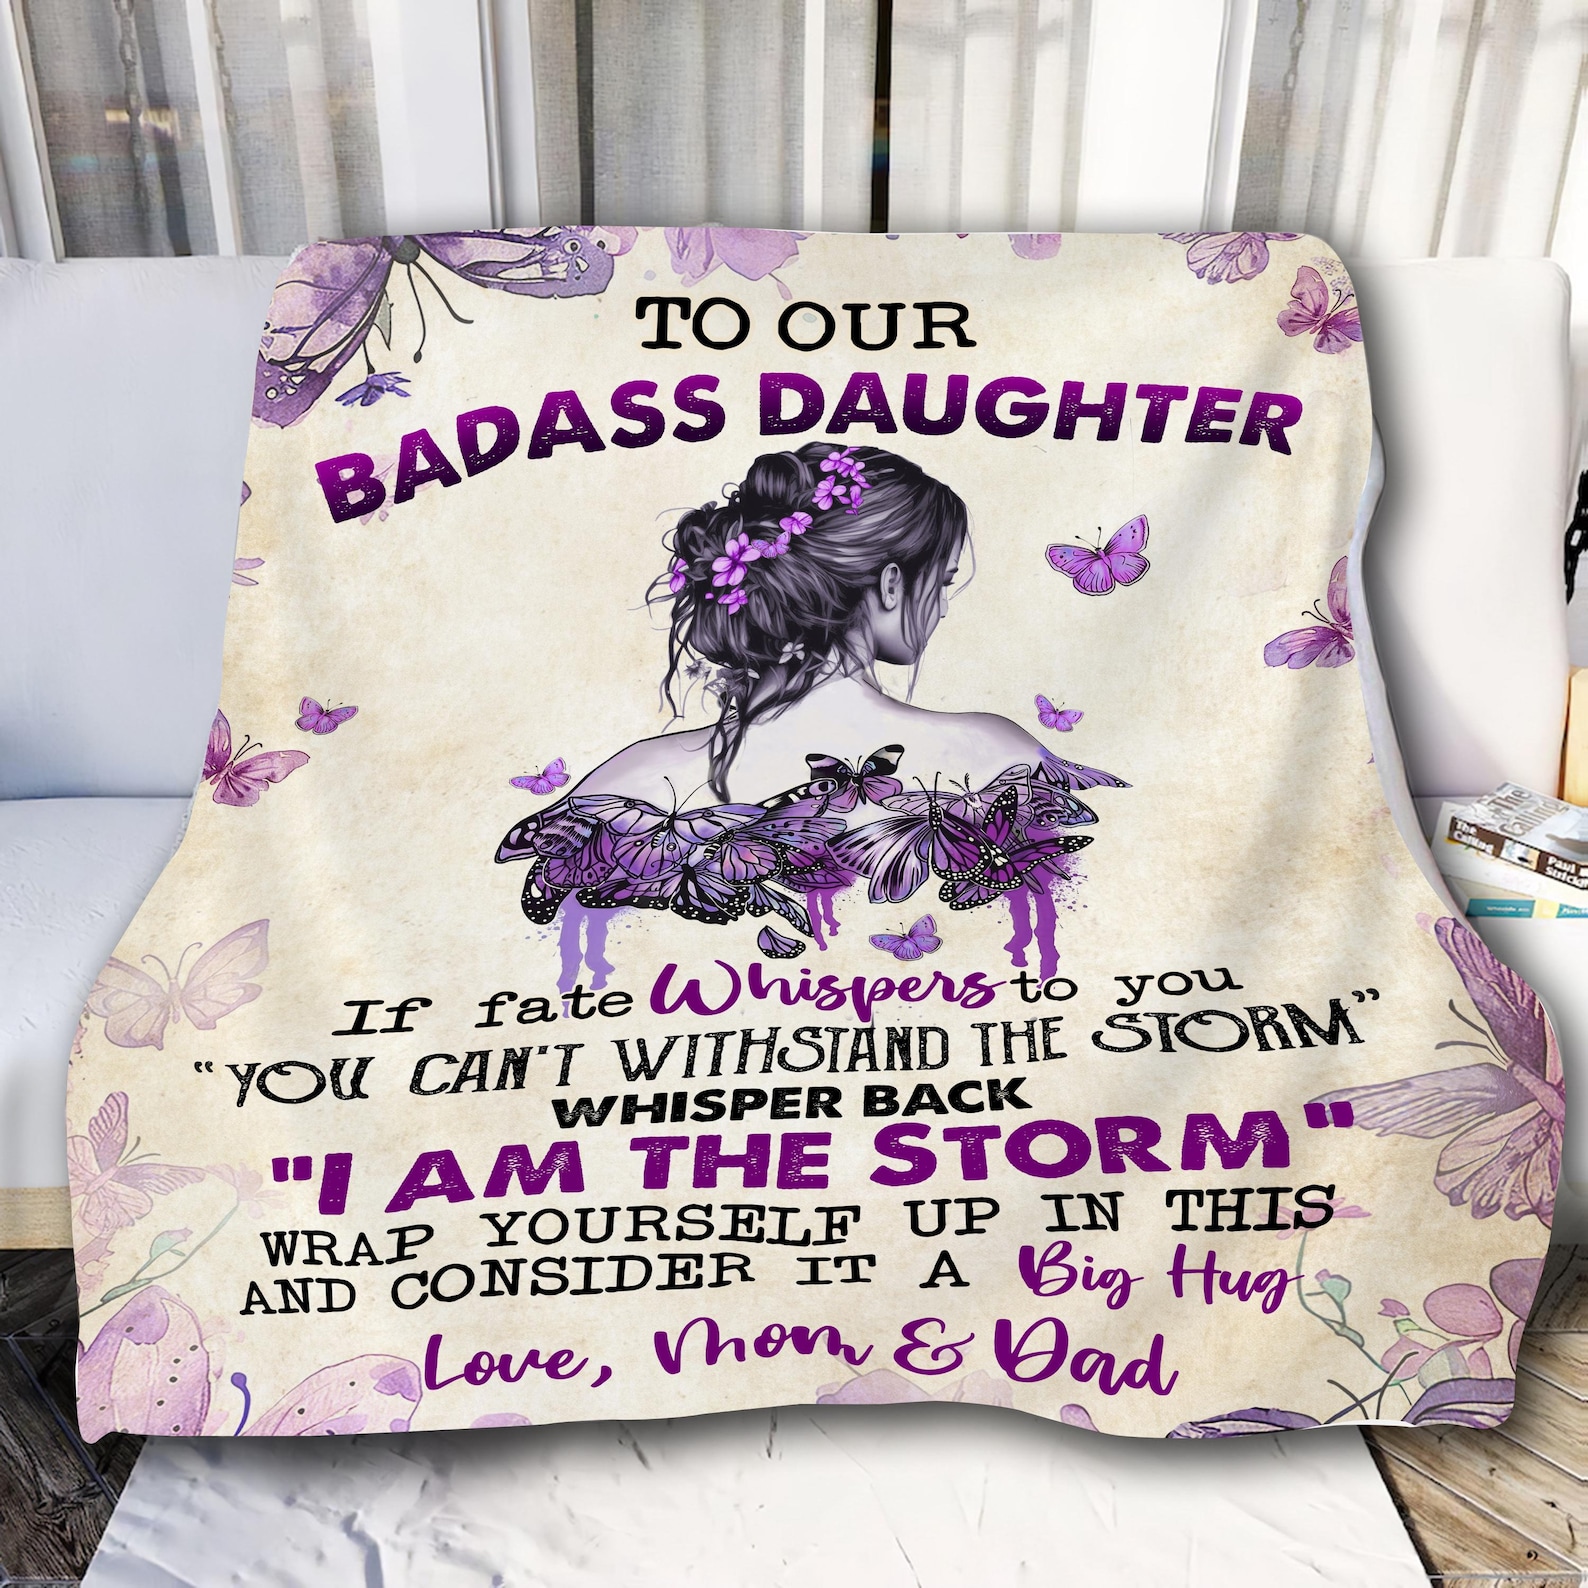 TO OUR
BADASS DAUGHTER
If fate Whispers to you
“YOU CAN'T WITHSTAND THE STORM”
WHISPER BACK
"I AM THE STORM"
WRAP YOURSELF UP IN THIS
AND CONSIDER IT A Big Hug
Love, Mom & Dad